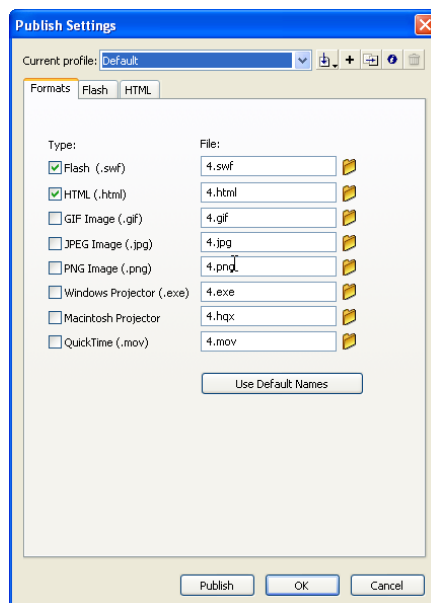 Publish Settings
Current profile: Default
Formats Flash HTML
Type: File:
Flash (.swf) 4.swf
HTML (.html) 4.html
GIF Image (.gif) 4.gif
JPEG Image (.jpg) 4.jpg
PNG Image (.png) 4.png
Windows Projector (.exe) 4.exe
Macintosh Projector 4.hqx
QuickTime (.mov) 4.mov
Use Default Names
Publish OK Cancel